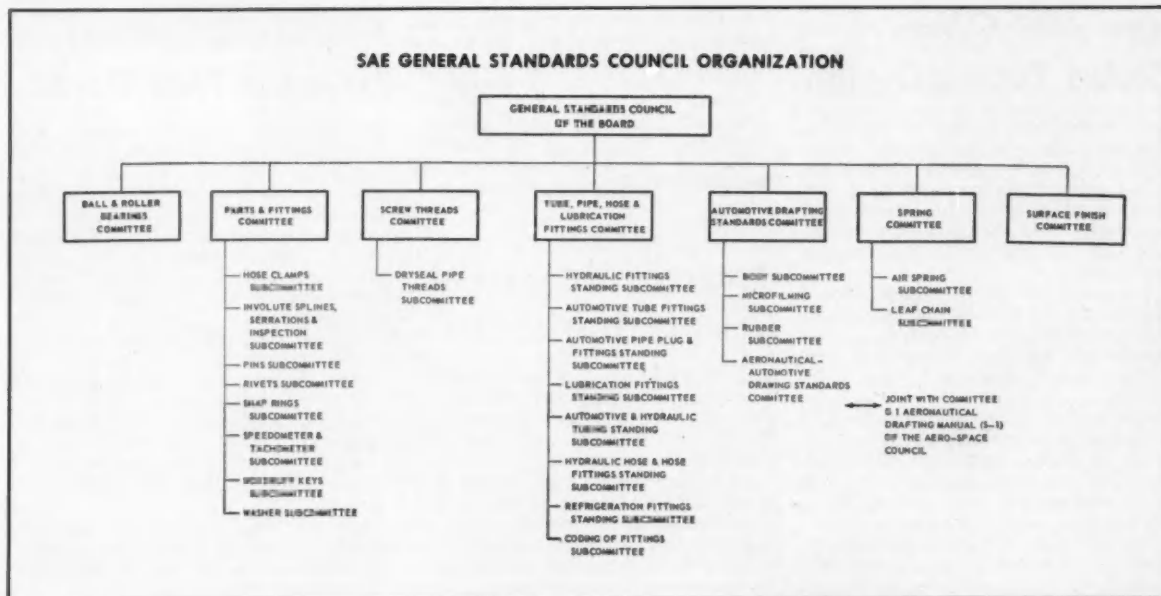 SAE GENERAL STANDARDS COUNCIL ORGANIZATION
GENERAL STANDARDS COUNCIL
OF THE BOARD
BALL & ROLLER
BEARINGS
COMMITTEE
PARTS & FITTINGS
COMMITTEE
SCREW THREADS
COMMITTEE
TUBE, PIPE, HOSE &
LUBRICATION
FITTINGS COMMITTEE
AUTOMOTIVE DRAFTING
STANDARDS COMMITTEE
SPRING
COMMITTEE
SURFACE FINISH
COMMITTEE
HOSE CLAMPS
SUBCOMMITTEE
INVOLUTE SPLINES,
SERRATIONS &
INSPECTION
SUBCOMMITTEE
PINS SUBCOMMITTEE
RIVETS SUBCOMMITTEE
SNAP RINGS
SUBCOMMITTEE
SPEEDOMETER &
TACHOMETER
SUBCOMMITTEE
WOODRUFF KEYS
SUBCOMMITTEE
WASHER SUBCOMMITTEE
DRYSEAL PIPE
THREADS
SUBCOMMITTEE
HYDRAULIC FITTINGS
STANDING SUBCOMMITTEE
AUTOMOTIVE TUBE FITTINGS
STANDING SUBCOMMITTEE
AUTOMOTIVE PIPE PLUG &
FITTINGS STANDING
SUBCOMMITTEE
LUBRICATION FITTINGS
STANDING SUBCOMMITTEE
AUTOMOTIVE & HYDRAULIC
TUBING STANDING
SUBCOMMITTEE
HYDRAULIC HOSE & HOSE
FITTINGS STANDING
SUBCOMMITTEE
REFRIGERATION FITTINGS
STANDING SUBCOMMITTEE
CODING OF FITTINGS
SUBCOMMITTEE
BODY SUBCOMMITTEE
MICROFILMING
SUBCOMMITTEE
RUBBER
SUBCOMMITTEE
AERONAUTICAL-
AUTOMOTIVE
DRAWING STANDARDS
COMMITTEE
AIR SPRING
SUBCOMMITTEE
LEAF CHAIN
SUBCOMMITTEE
JOINT WITH COMMITTEE
G 1 AERONAUTICAL
DRAFTING MANUAL (S-1)
OF THE AERO-SPACE
COUNCIL